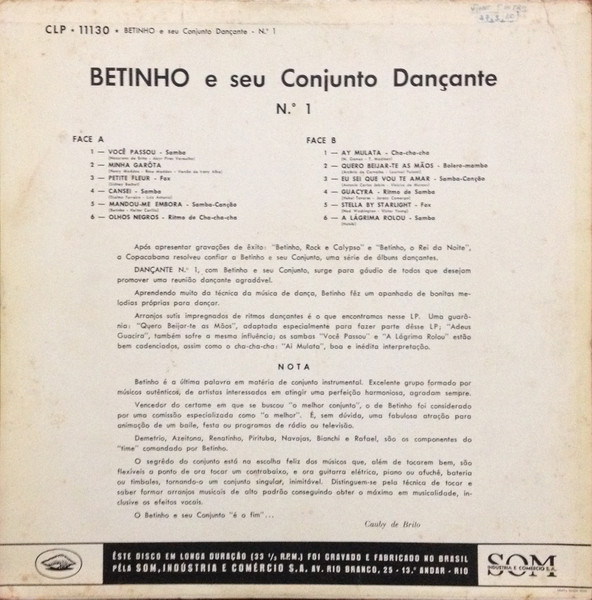 CLP • 11130 • BETINHO e seu Conjunto Dançante - N.º 1
BETINHO e seu Conjunto Dançante
N.º 1
FACE A
1 — VOCÊ PASSOU - Samba
2 — MINHA GARÔTA
3 — PETITE FLEUR - Fox
(Sidney Bechet)
4 — CANSEI - Samba
5 — MANDOU-ME EMBORA - Samba-Canção
6 — OLHOS NEGROS - Ritmo de Cha-cha-cha
FACE B
1 — AY MULATA - Cha-cha-cha
2 — QUERO BEIJAR-TE AS MÃOS - Bolero-mambo
3 — EU SEI QUE VOU TE AMAR - Samba-Canção
(Antonio Carlos Jobim - Vinicius de Moraes)
4 — GUACYRA - Ritmo de Samba
5 — STELLA BY STARLIGHT - Fox
(Ned Washington - Victor Young)
6 — A LÁGRIMA ROLOU - Samba
Após apresentar gravações de êxito: "Betinho, Rock e Calypso" e "Betinho, o Rei da Noite",
a Copacabana resolveu confiar a Betinho e seu Conjunto, uma série de álbuns dançantes.
DANÇANTE N.º 1, com Betinho e seu Conjunto, surge para gáudio de todos que desejam
promover uma reunião dançante agradável.
Aprendendo muito da técnica da música de dança, Betinho fêz um apanhado de bonitas me-
lodias próprias para dançar.
Arranjos sutis impregnados de ritmos dançantes é o que encontramos nesse LP. Uma guarâ-
nia: "Quero Beijar-te as Mãos", adaptada especialmente para fazer parte dêsse LP; "Adeus
Guacira", também sofre a mesma influência; os sambas "Você Passou" e "A Lágrima Rolou" estão
bem cadenciados, assim como o cha-cha-cha: "Ai Mulata", boa e inédita interpretação.
NOTA
Betinho é a última palavra em matéria de conjunto instrumental. Excelente grupo formado por
músicos autênticos, de artistas interessados em atingir uma perfeição harmoniosa, agradam sempre.
Vencedor do certame em que se buscou "o melhor conjunto", o de Betinho foi considerado
por uma comissão especializada como "a melhor". É, sem dúvida, uma fabulosa atração para
animação de um baile, festa ou programas de rádio ou televisão.
Demetrio, Azeitona, Renatinho, Pirituba, Navajas, Bianchi e Rafael, são os componentes do
"time" comandado por Betinho.
O segrêdo do conjunto está na escolha feliz dos músicos que, além de tocarem bem, são
flexíveis a ponto de ora tocar um contrabaixo, e ora guitarra elétrica, piano ou afuchê, bateria
ou timbales, tornando-o um conjunto singular, inimitável. Distinguem-se pela técnica de tocar e
saber formar arranjos musicais de alto padrão conseguindo obter o máximo em musicalidade, in-
clusive os efeitos vocais.
O Betinho e seu Conjunto "é o fim"...
Cauby de Brito
ÊSTE DISCO EM LONGA DURAÇÃO (33 ⅓ R.P.M.) FOI GRAVADO E FABRICADO NO BRASIL
PELA SOM, INDÚSTRIA E COMÉRCIO S.A. AV. RIO BRANCO, 25 - 13.º ANDAR - RIO
SOM
INDÚSTRIA E COMÉRCIO S.A.